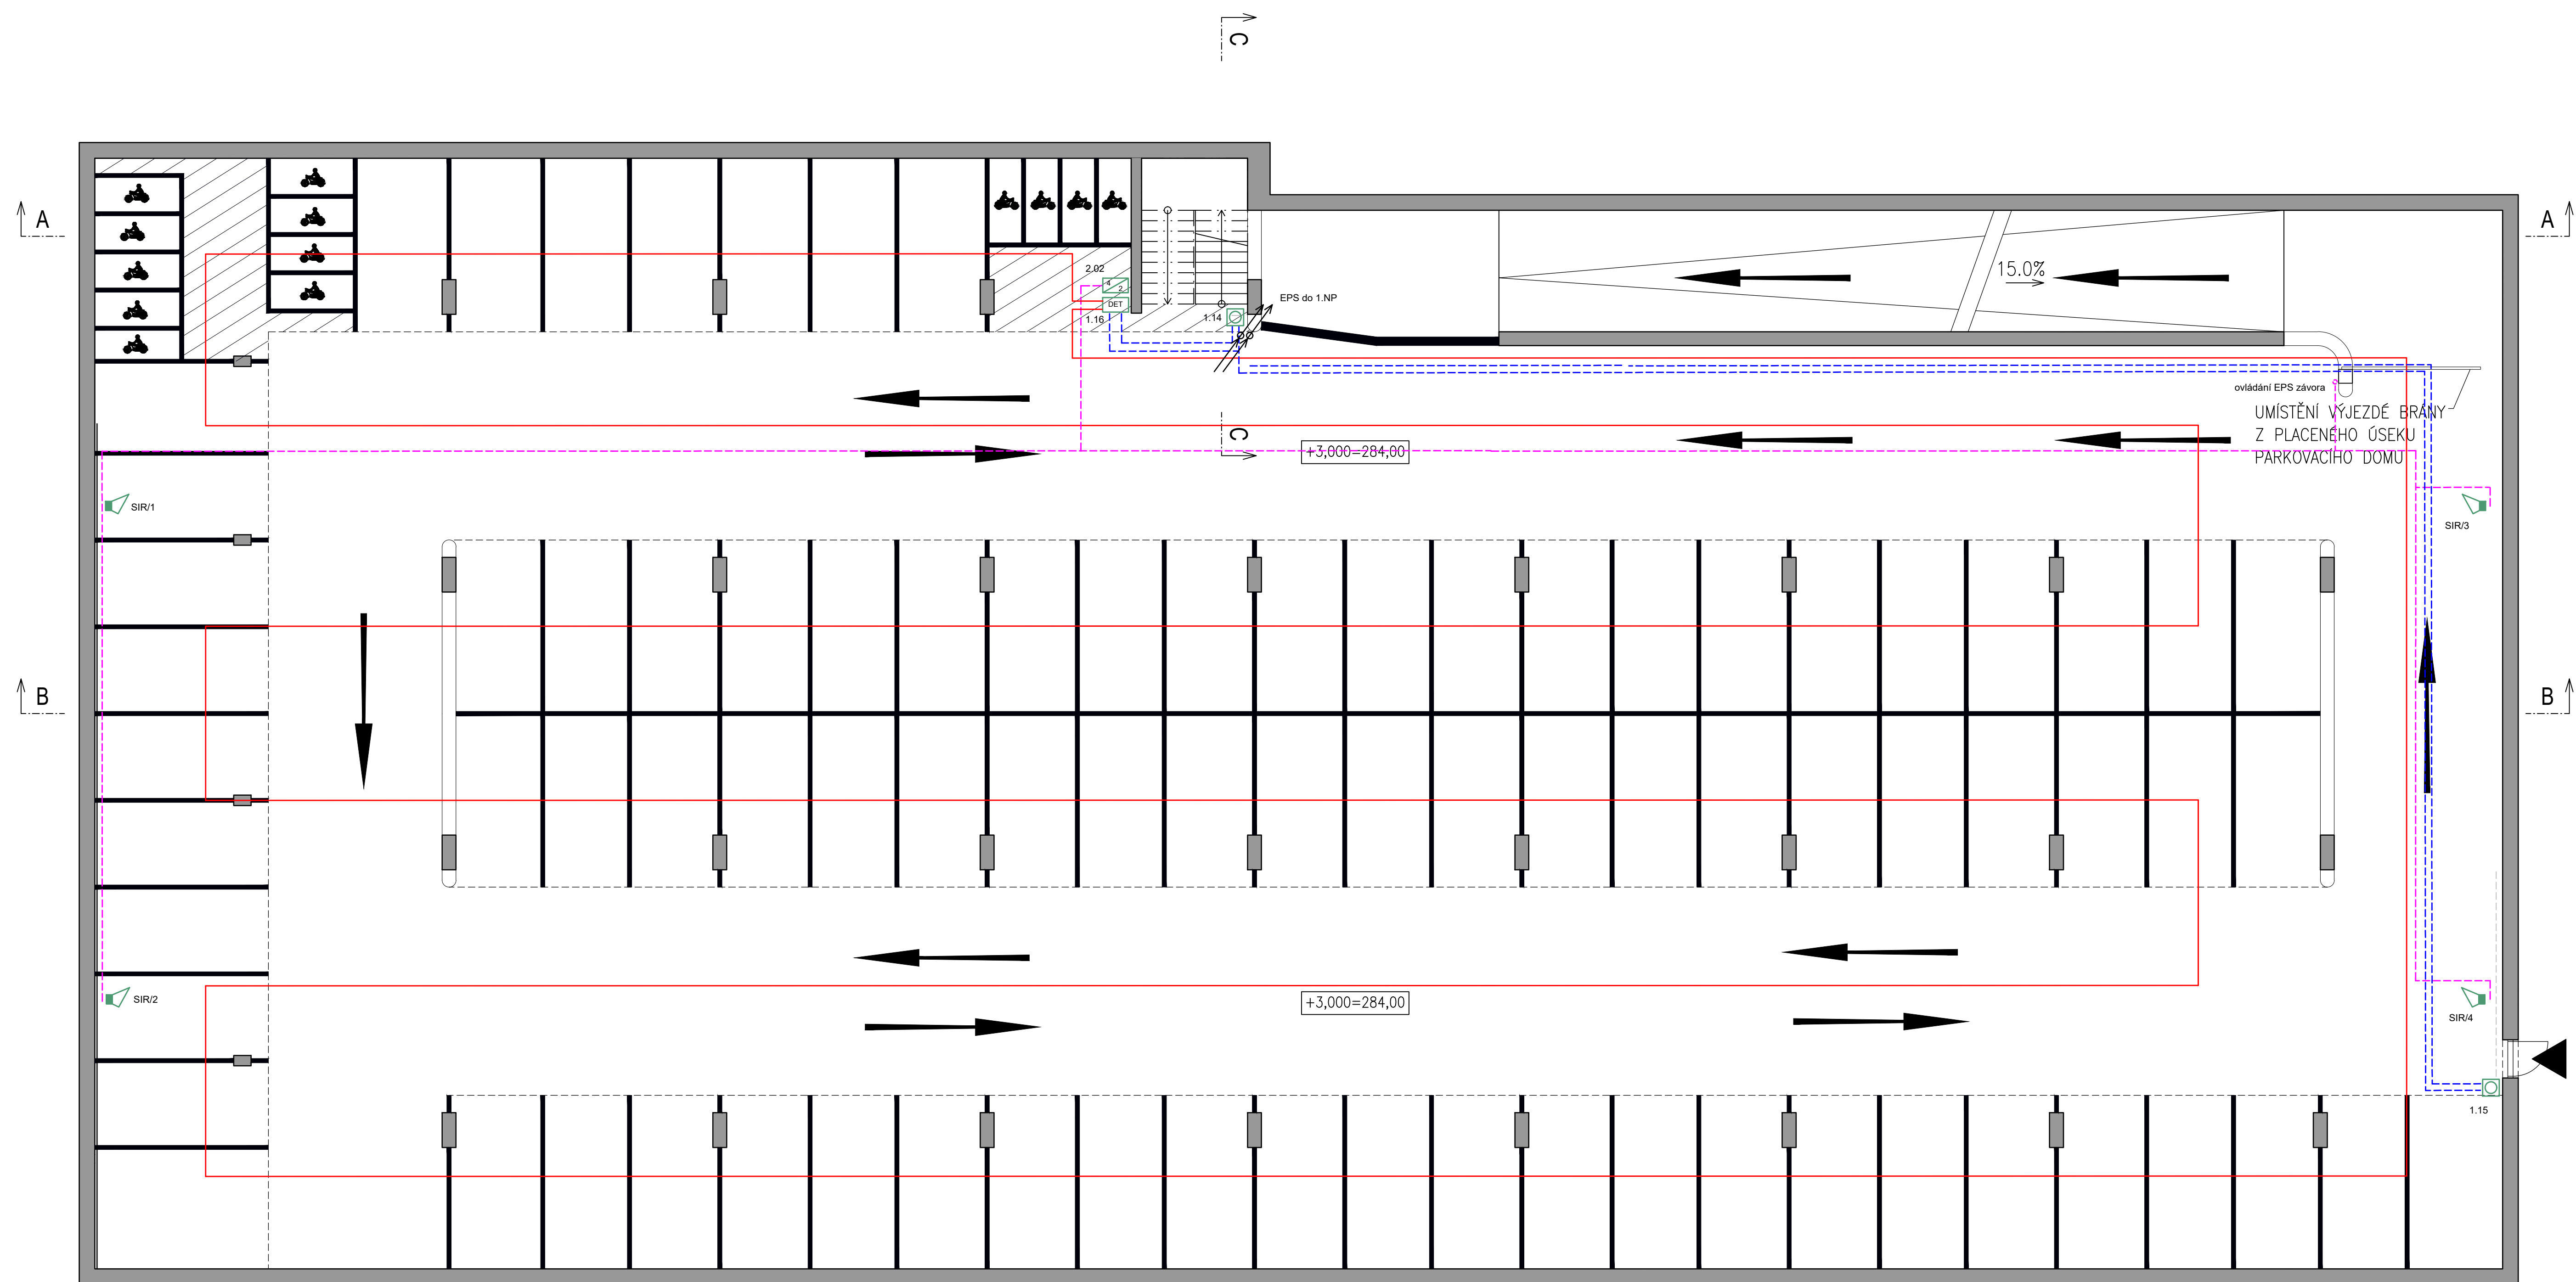 C
A
A
15.0%
2.02
4
2
DET
1.16
1.14
EPS do 1.NP
ovládání EPS závora
UMÍSTĚNÍ VÝJEZDÉ BRÁNY
Z PLACENÉHO ÚSEKU
PARKOVACÍHO DOMU
C
+3,000=284,00
SIR/1
SIR/3
B
B
SIR/2
+3,000=284,00
SIR/4
1.15